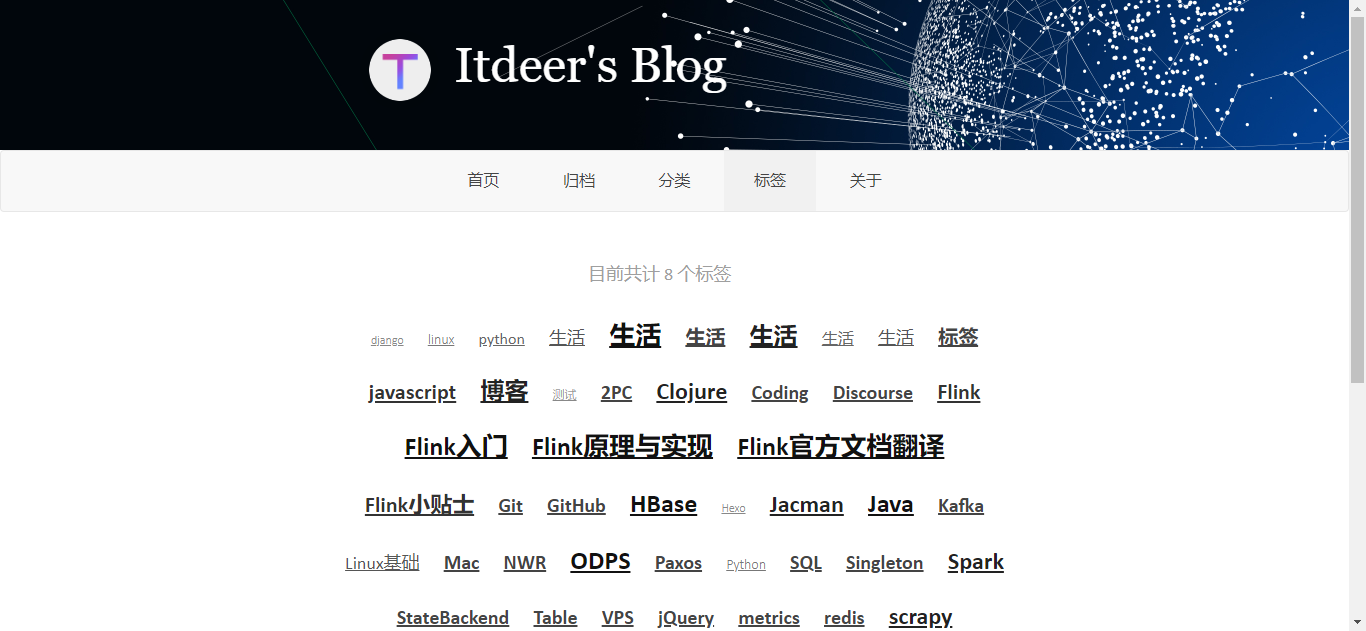 T Itdeer's Blog
首页 归档 分类 标签 关于
目前共计 8 个标签
django linux python 生活 生活 生活 生活 生活 生活 标签
javascript 博客 测试 2PC Clojure Coding Discourse Flink
Flink入门 Flink原理与实现 Flink官方文档翻译
Flink小贴士 Git GitHub HBase Hexo Jacman Java Kafka
Linux基础 Mac NWR ODPS Paxos Python SQL Singleton Spark
StateBackend Table VPS jQuery metrics redis scrapy